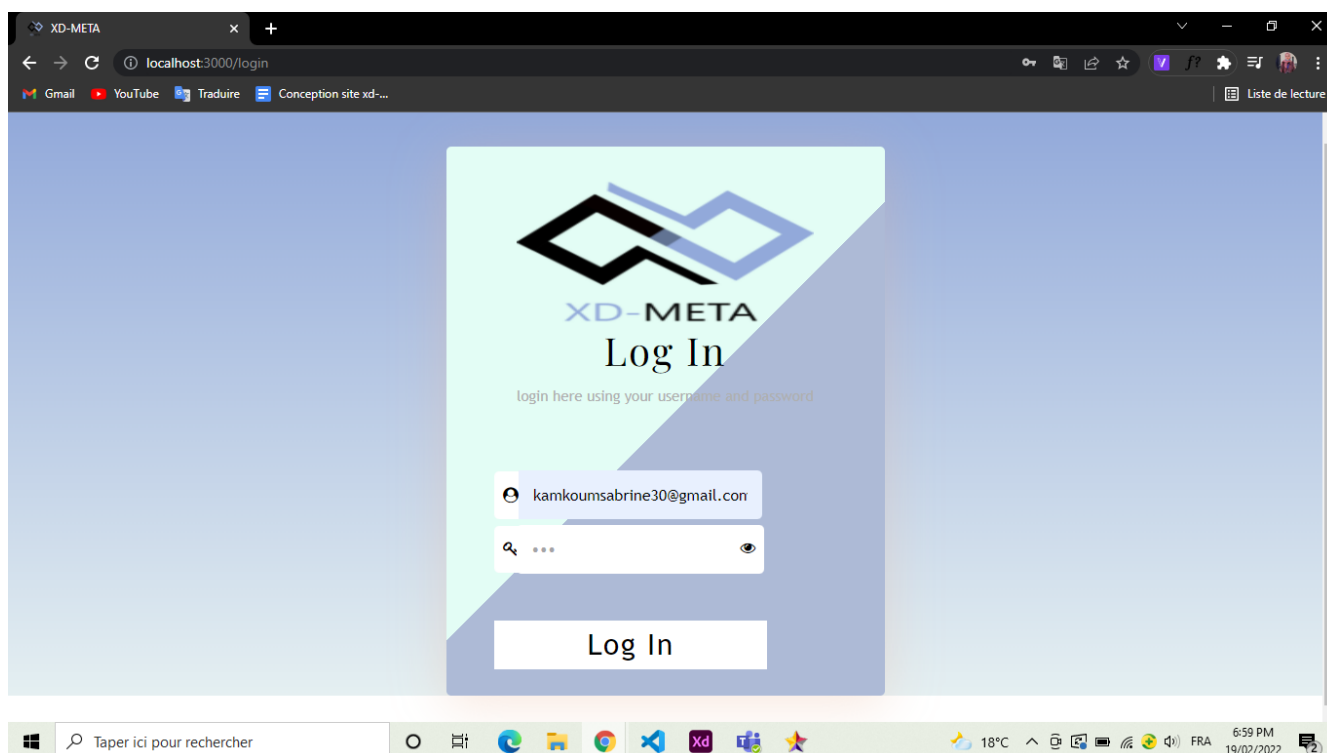 XD-META
localhost:3000/login
Gmail YouTube Traduire Conception site xd-... Liste de lecture
XD-META
Log In
login here using your username and password
kamkoumsabrine30@gmail.com
Log In
Taper ici pour rechercher
18°C
FRA
6:59 PM
19/02/2022